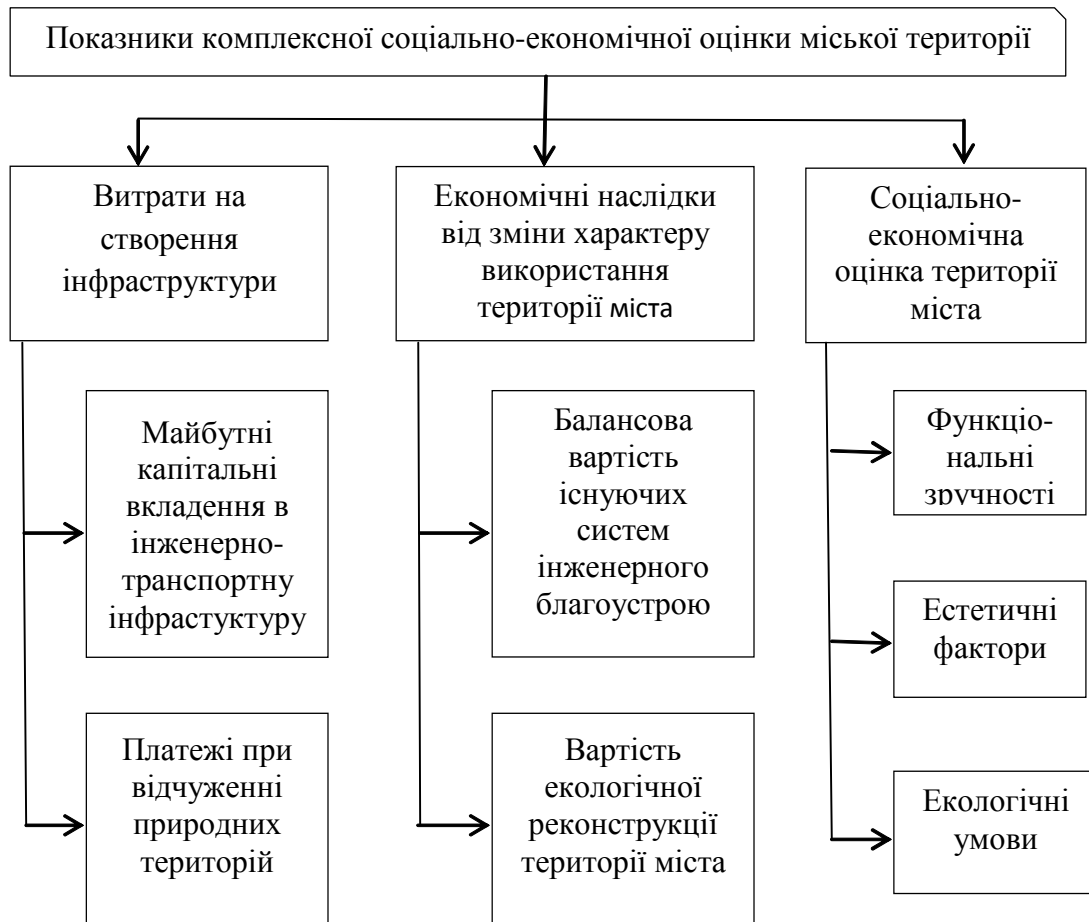 Показники комплексної соціально-економічної оцінки міської території
Витрати на
створення
інфраструктури
Економічні наслідки
від зміни характеру
використання
території міста
Соціально-
економічна
оцінка території
міста
Майбутні
капітальні
вкладення в
інженерно-
транспортну
інфрастуктуру
Балансова
вартість
існуючих
систем
інженерного
благоустрою
Функціо-
нальні
зручності
Естетичні
фактори
Платежі при
відчуженні
природних
територій
Вартість
екологічної
реконструкції
території міста
Екологічні
умови